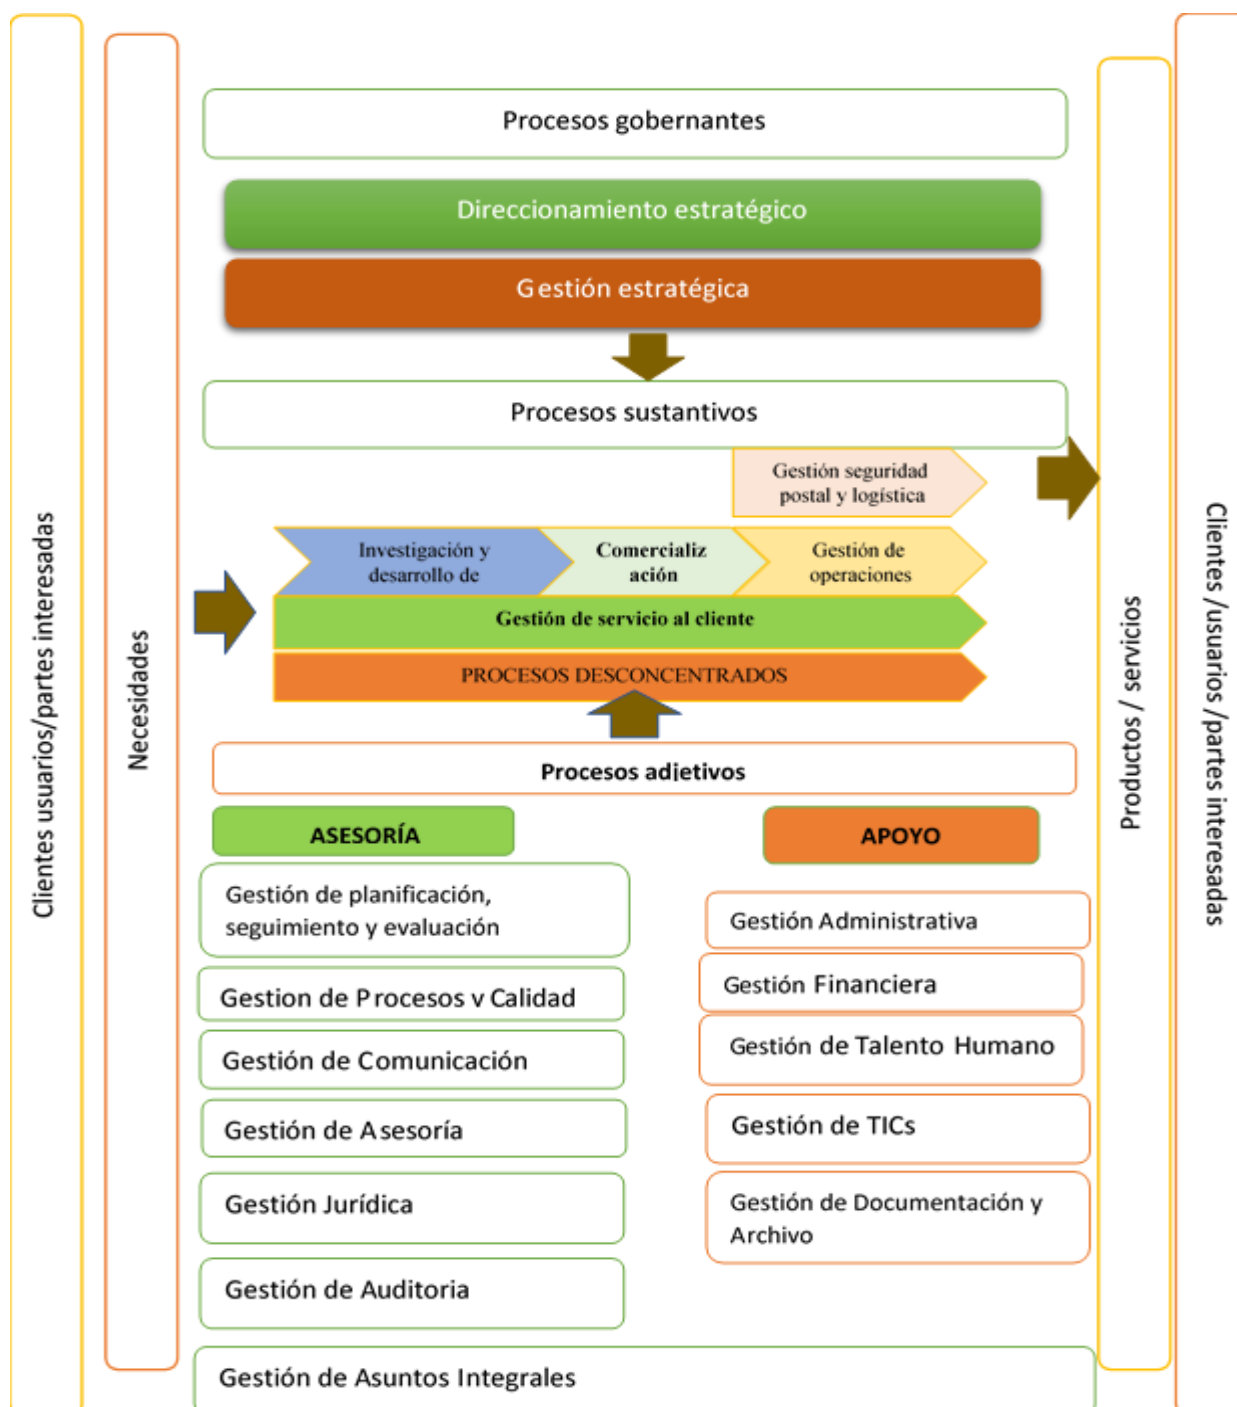 Clientes usuarios/partes interesadas
Necesidades
Procesos gobernantes
Direccionamiento estratégico
Gestión estratégica
Procesos sustantivos
Gestión seguridad
postal y logística
Investigación y
desarrollo de
Comercializ
ación
Gestión de
operaciones
Gestión de servicio al cliente
PROCESOS DESCONCENTRADOS
Procesos adjetivos
ASESORÍA
Gestión de planificación,
seguimiento y evaluación
Gestion de Procesos v Calidad
Gestión de Comunicación
Gestión de Asesoría
Gestión Jurídica
Gestión de Auditoria
APOYO
Gestión Administrativa
Gestión Financiera
Gestión de Talento Humano
Gestión de TICs
Gestión de Documentación y
Archivo
Gestión de Asuntos Integrales
Productos / servicios
Clientes /usuarios /partes interesadas